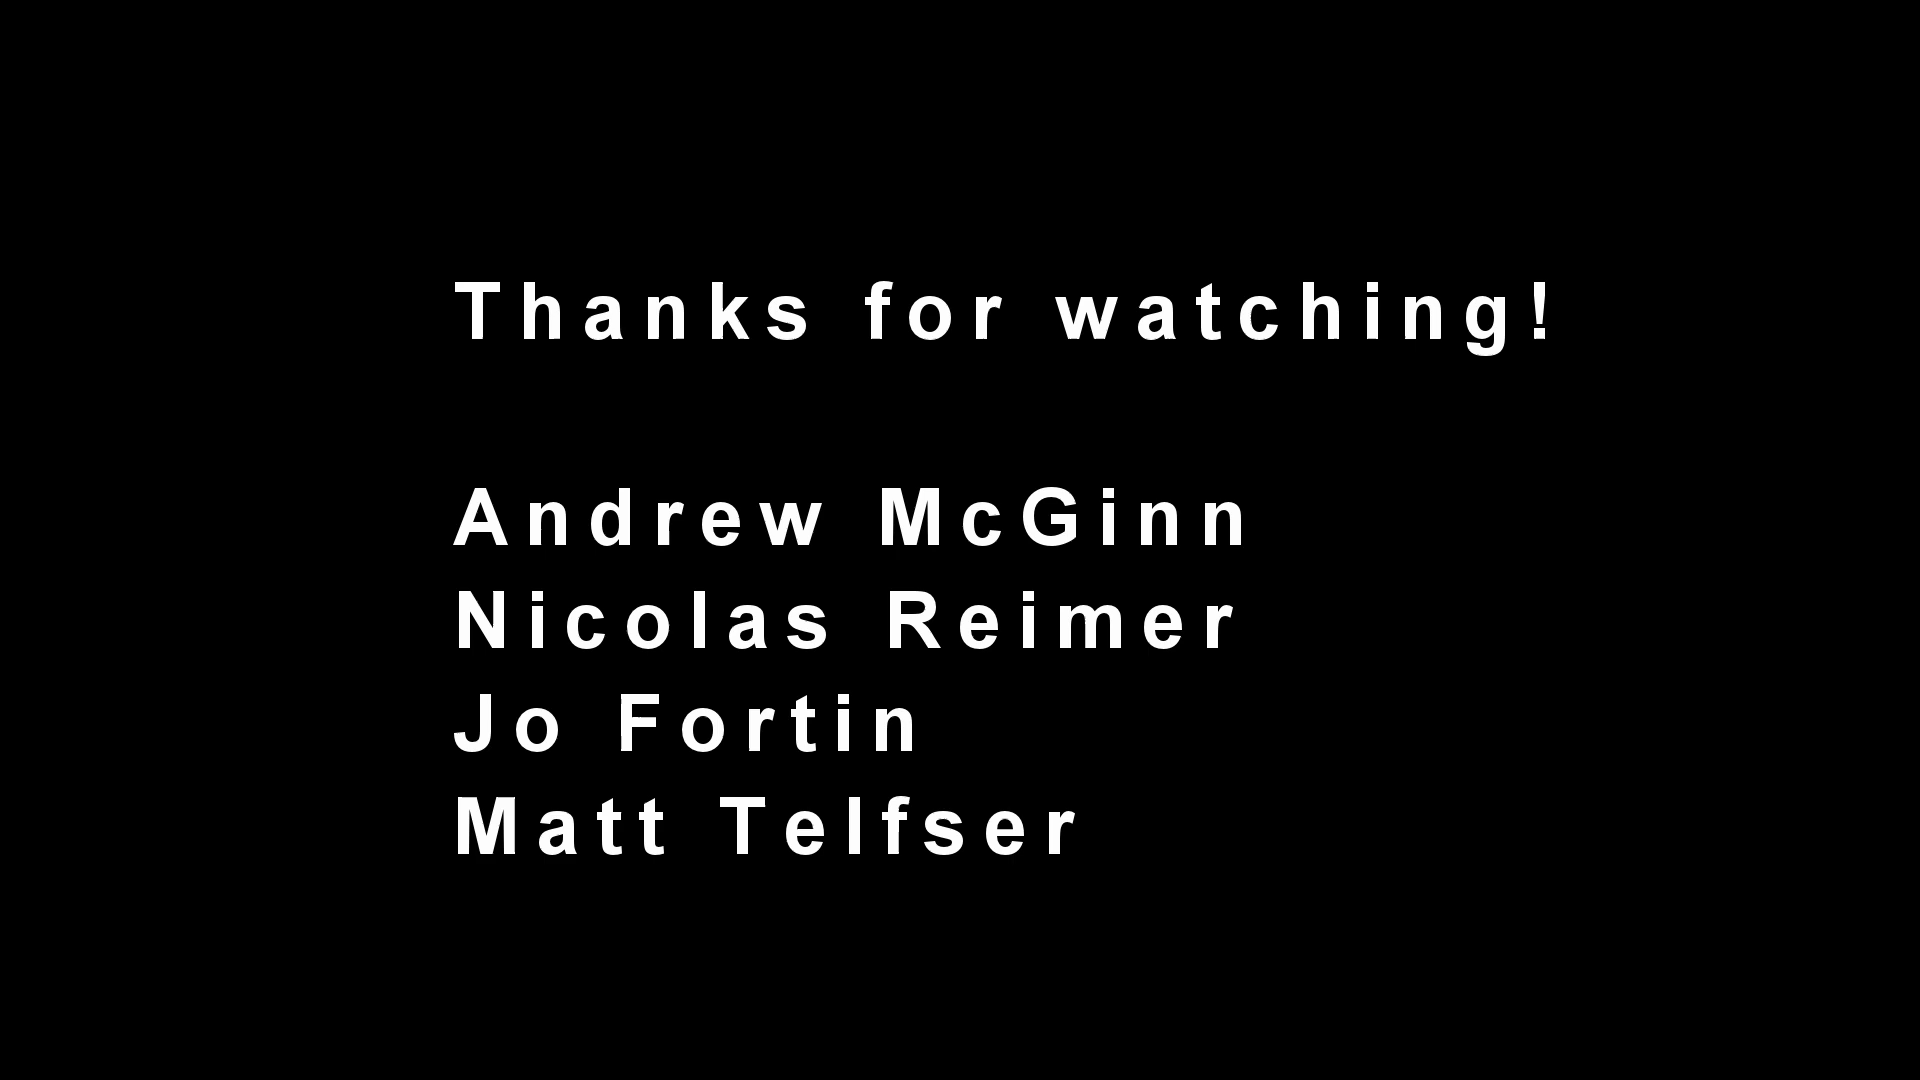 Thanks for watching!
Andrew McGinn
Nicolas Reimer
Jo Fortin
Matt Telfser